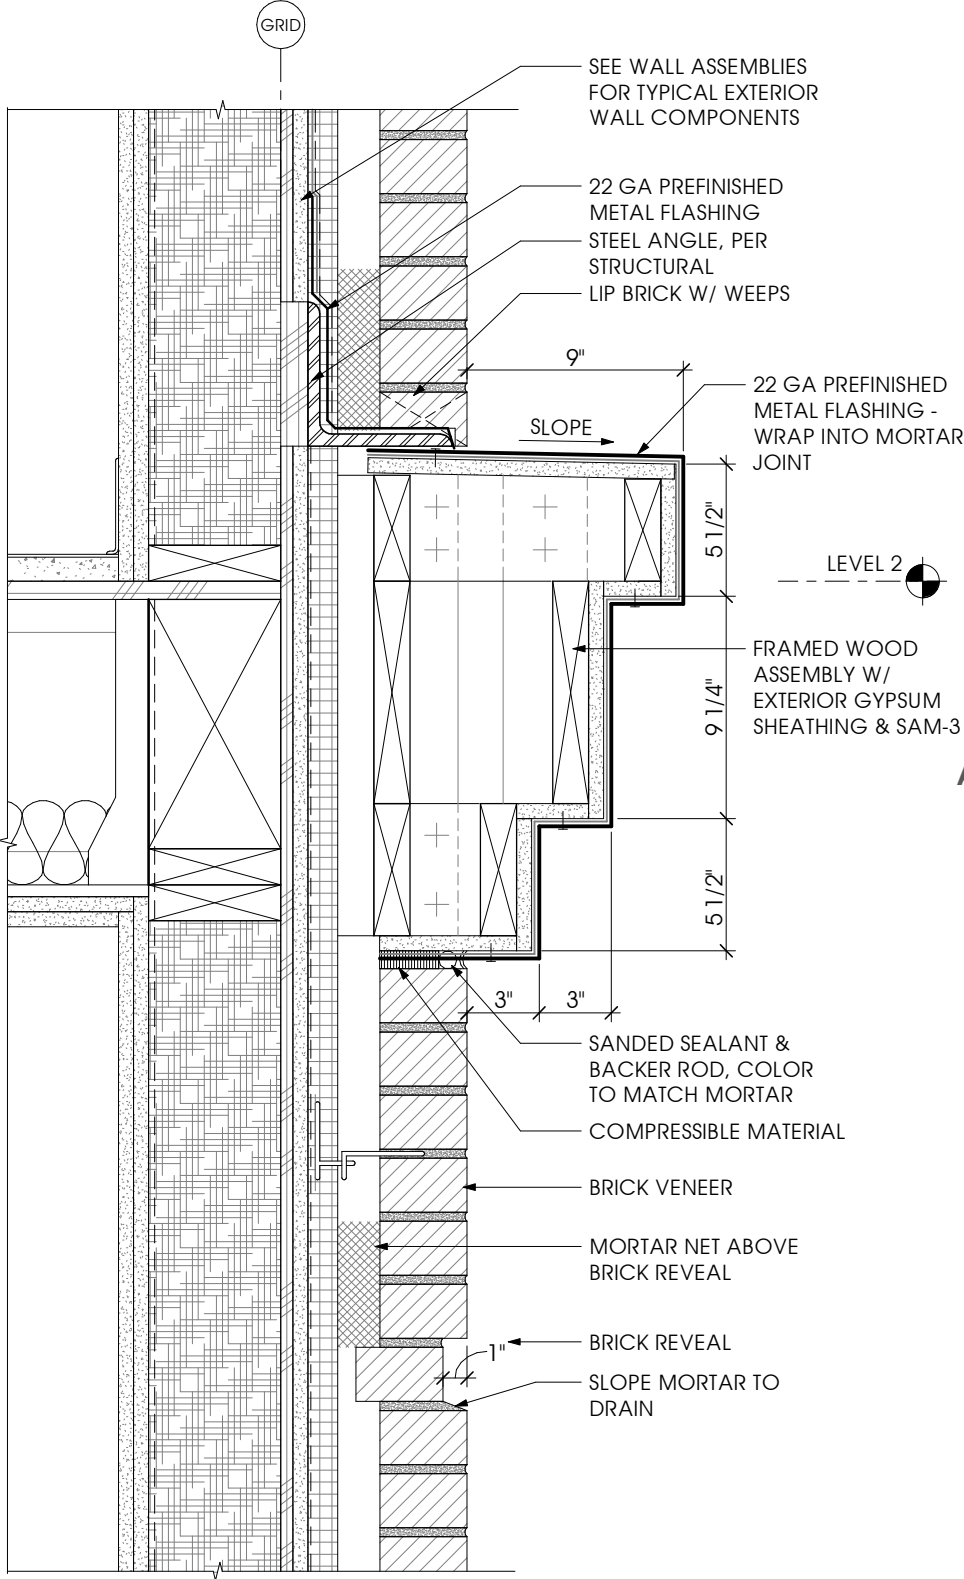 GRID
SEE WALL ASSEMBLIES
FOR TYPICAL EXTERIOR
WALL COMPONENTS
22 GA PREFINISHED
METAL FLASHING
STEEL ANGLE, PER
STRUCTURAL
LIP BRICK W/ WEEPS
9"
22 GA PREFINISHED
METAL FLASHING -
WRAP INTO MORTAR
JOINT
SLOPE
5 1/2"
LEVEL 2
FRAMED WOOD
ASSEMBLY W/
EXTERIOR GYPSUM
SHEATHING & SAM-3
9 1/4"
5 1/2"
3"
3"
SANDED SEALANT &
BACKER ROD, COLOR
TO MATCH MORTAR
COMPRESSIBLE MATERIAL
BRICK VENEER
MORTAR NET ABOVE
BRICK REVEAL
BRICK REVEAL
1"
SLOPE MORTAR TO
DRAIN